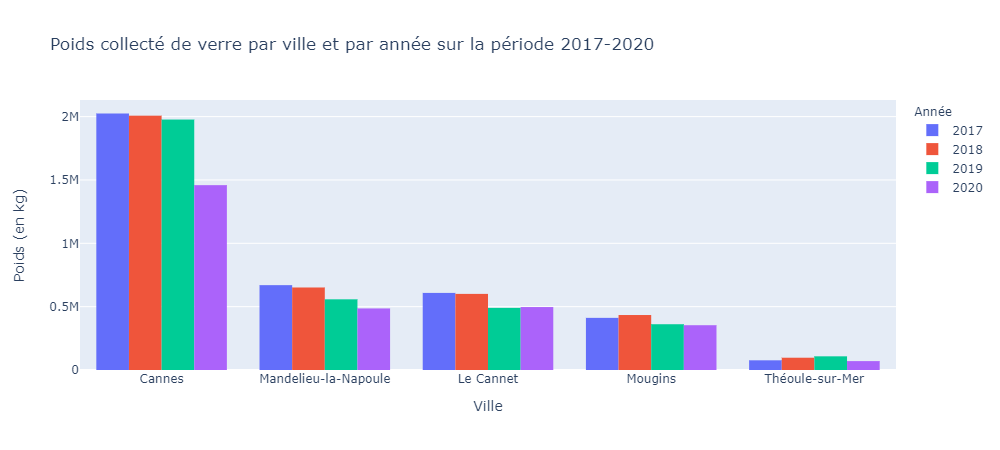 Poids collecté de verre par ville et par année sur la période 2017-2020
Année
2017
2018
2019
2020
Poids (en kg)
2M
1.5M
1M
0.5M
0
Cannes
Mandelieu-la-Napoule
Le Cannet
Mougins
Théoule-sur-Mer
Ville